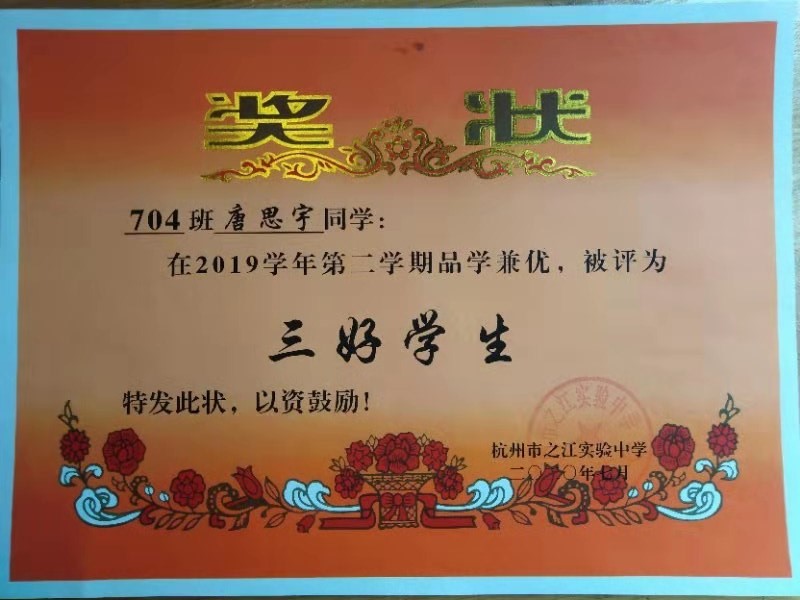 奖 状
704班唐思宇同学:
在2019学年第二学期品学兼优，被评为
三好学生
特发此状，以资鼓励！
杭州市之江实验中学
二〇二〇年七月